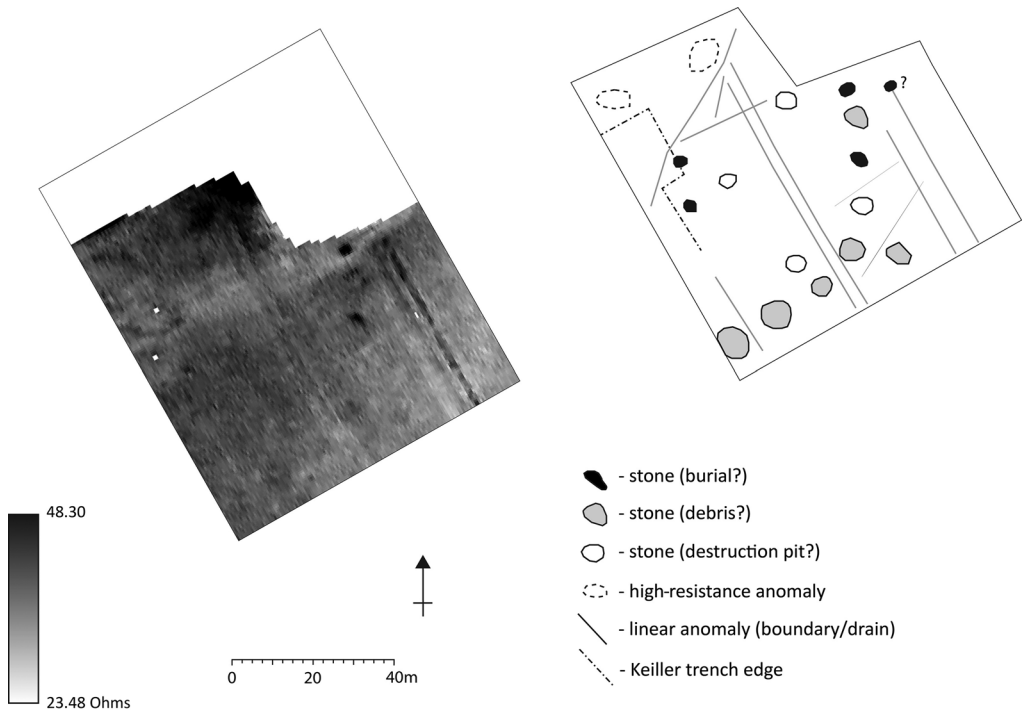 ?
- stone (burial?)
- stone (debris?)
- stone (destruction pit?)
- high-resistance anomaly
- linear anomaly (boundary/drain)
- Keiller trench edge
48.30
23.48 Ohms
0 20 40m